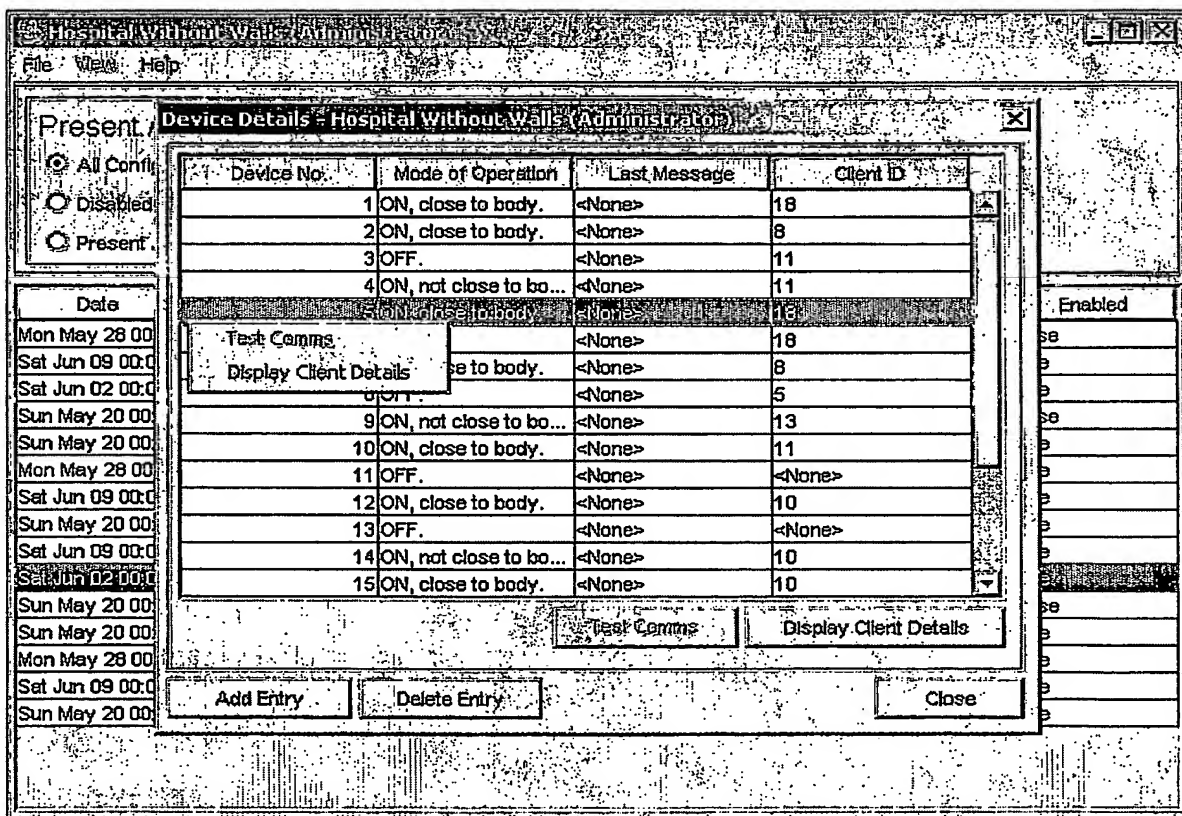 Hospital Without Walls (Administrator)
File View Help
Present
All Confi
Disabled
Present
Device Details - Hospital Without Walls (Administrator)
Device No. Mode of Operation Last Message Client ID
1 ON, close to body. <None> 18
2 ON, close to body. <None> 8
3 OFF. <None> 11
4 ON, not close to bo... <None> 11
5 ON, close to body. <None> 18
<None> 18
se to body. <None> 8
8 OFF. <None> 5
9 ON, not close to bo... <None> 13
10 ON, close to body. <None> 11
11 OFF. <None> <None>
12 ON, close to body. <None> 10
13 OFF. <None> <None>
14 ON, not close to bo... <None> 10
15 ON, close to body. <None> 10
Test Comms
Display Client Details
Test Comms Display Client Details
Add Entry Delete Entry Close
Date Enabled
Mon May 28 00 se
Sat Jun 09 00:0 e
Sat Jun 02 00:0 e
Sun May 20 00: se
Sun May 20 00: e
Mon May 28 00 e
Sat Jun 09 00:0 e
Sun May 20 00: e
Sat Jun 09 00:0 e
Sat Jun 02 00:0 e
Sun May 20 00: se
Sun May 20 00: e
Mon May 28 00 e
Sat Jun 09 00:0 e
Sun May 20 00: e